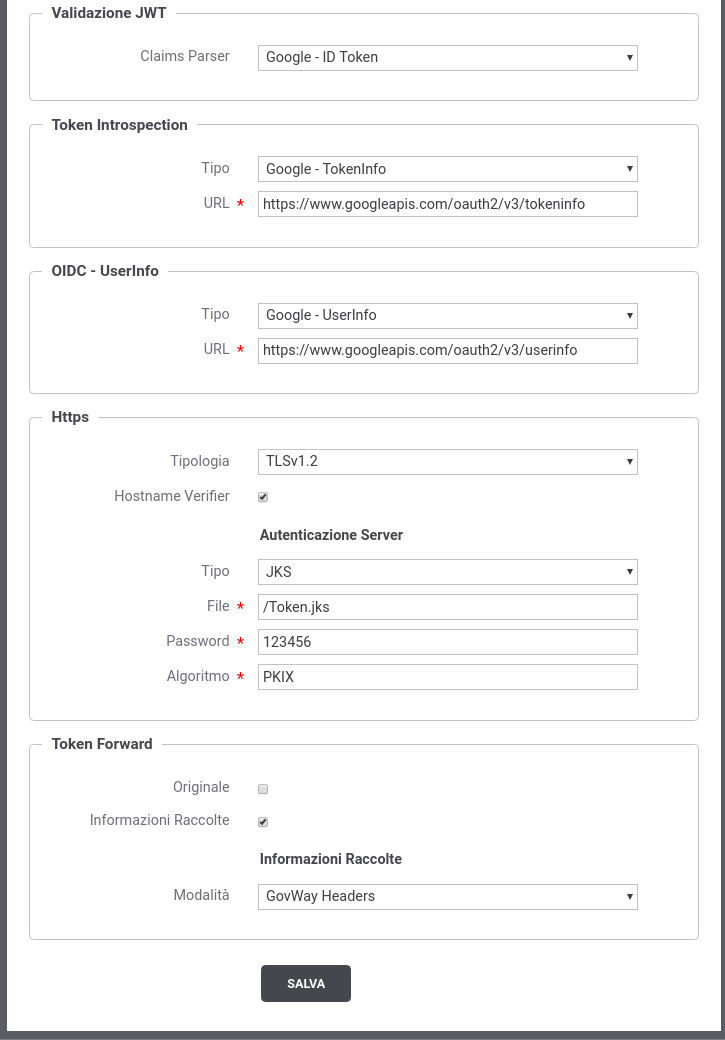 Validazione JWT
Claims Parser Google - ID Token
Token Introspection
Tipo Google - TokenInfo
URL * https://www.googleapis.com/oauth2/v3/tokeninfo
OIDC - UserInfo
Tipo Google - UserInfo
URL * https://www.googleapis.com/oauth2/v3/userinfo
Https
Tipologia TLSv1.2
Hostname Verifier
Autenticazione Server
Tipo JKS
File * /Token.jks
Password * 123456
Algoritmo * PKIX
Token Forward
Originale
Informazioni Raccolte
Informazioni Raccolte
Modalità GovWay Headers
SALVA